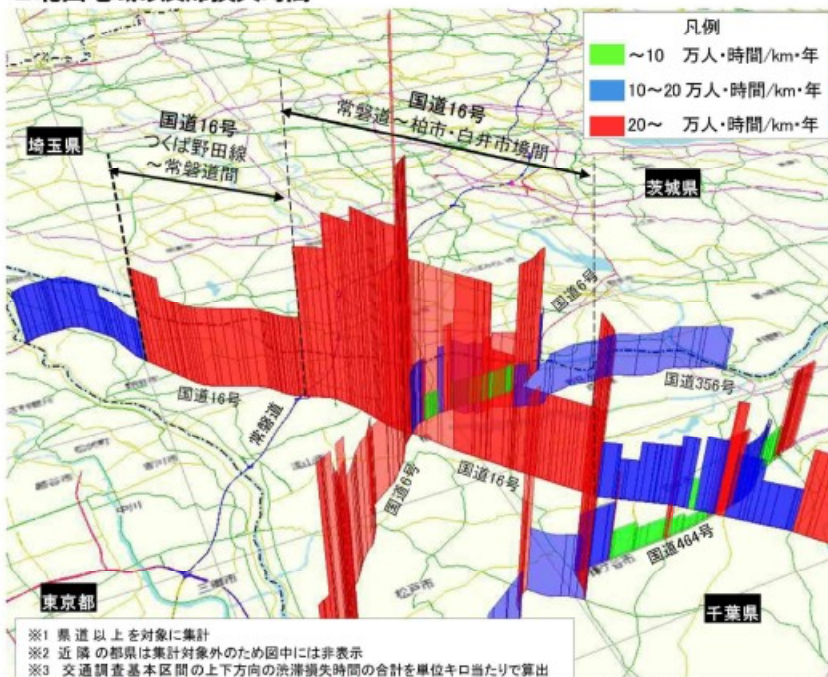 凡例
～10 万人・時間/km・年
10～20 万人・時間/km・年
20～ 万人・時間/km・年
国道16号
つくば野田線
～常磐道間
国道16号
常磐道～柏市・白井市境間
埼玉県
茨城県
国道6号
国道356号
国道16号
常磐道
国道6号
国道16号
国道464号
中川
三郷市
松戸市
東京都
千葉県
※1 県道以上を対象に集計
※2 近隣の都県は集計対象外のため図中には非表示
※3 交通調査基本区間の上下方向の渋滞損失時間の合計を単位キロ当たりで算出